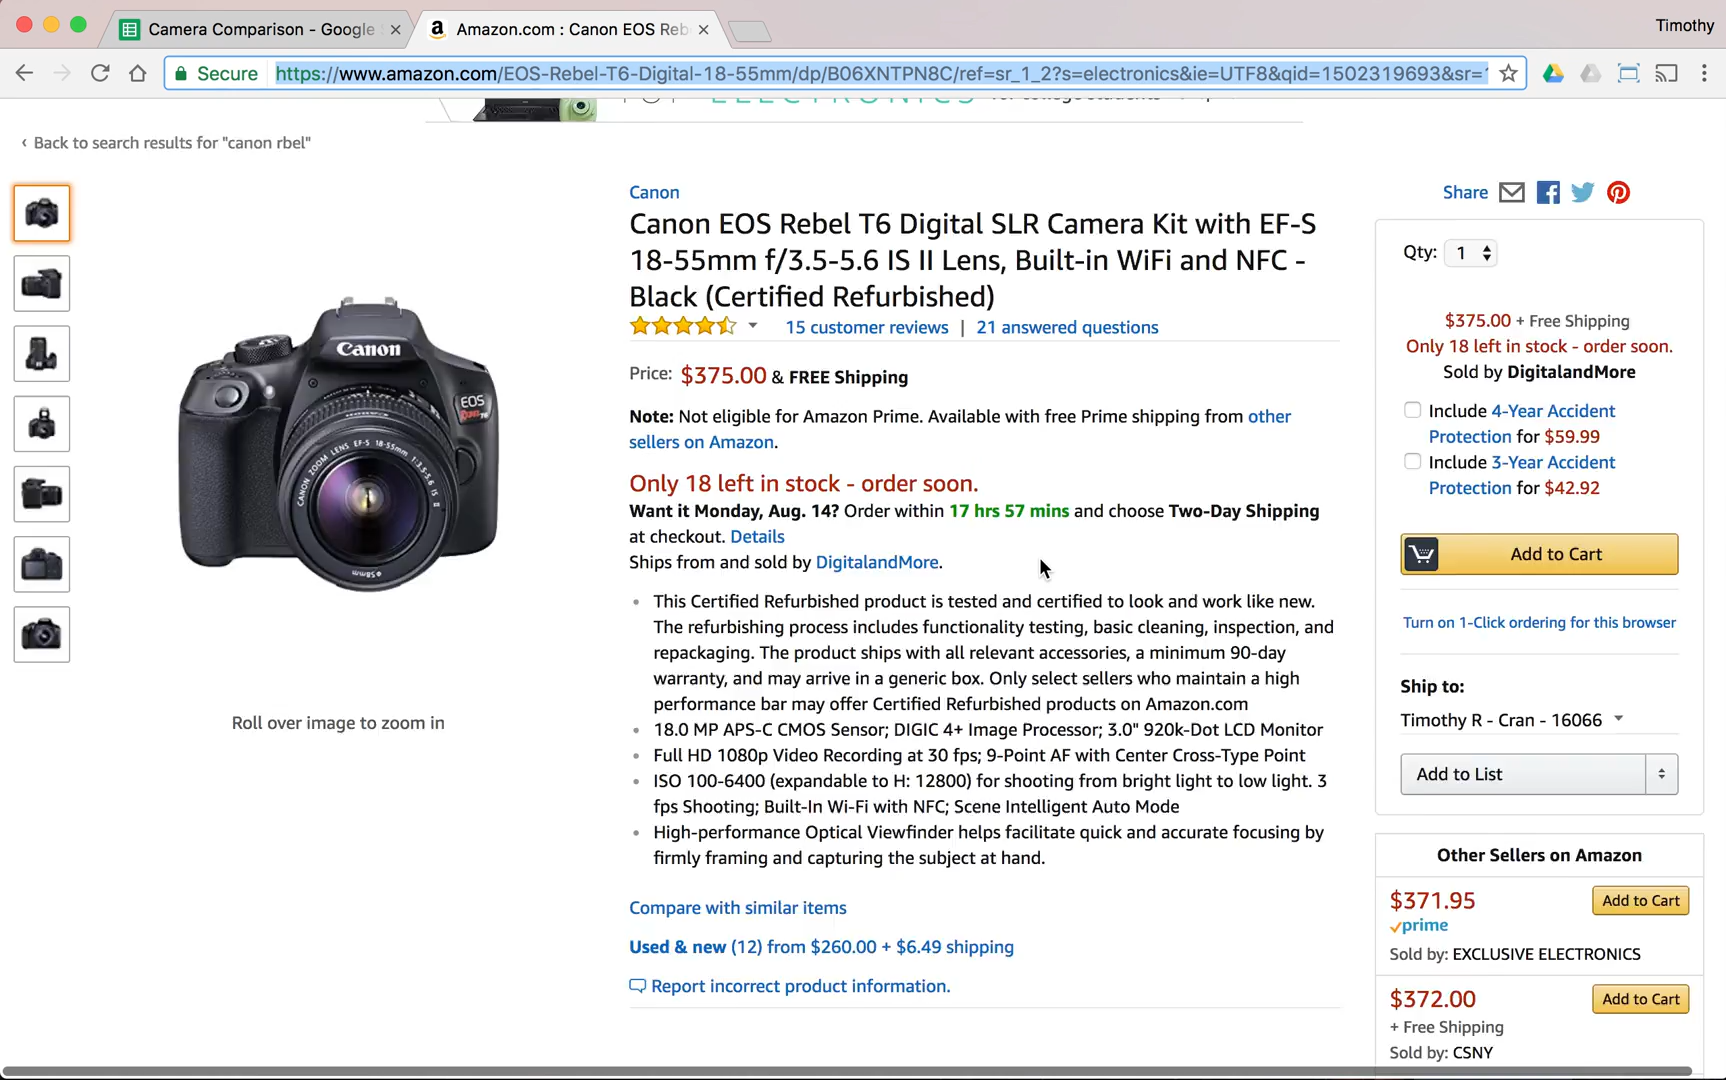 Camera Comparison - Google
Amazon.com : Canon EOS Reb
Timothy
Secure
https://www.amazon.com/EOS-Rebel-T6-Digital-18-55mm/dp/B06XNTPN8C/ref=sr_1_2?s=electronics&ie=UTF8&qid=1502319693&sr=1
ELECTRONICS
‹ Back to search results for "canon rbel"
Canon
Canon EOS Rebel T6 Digital SLR Camera Kit with EF-S
18-55mm f/3.5-5.6 IS II Lens, Built-in WiFi and NFC -
Black (Certified Refurbished)
15 customer reviews | 21 answered questions
Price: $375.00 & FREE Shipping
Note: Not eligible for Amazon Prime. Available with free Prime shipping from other
sellers on Amazon.
Only 18 left in stock - order soon.
Want it Monday, Aug. 14? Order within 17 hrs 57 mins and choose Two-Day Shipping
at checkout. Details
Ships from and sold by DigitalandMore.
• This Certified Refurbished product is tested and certified to look and work like new.
The refurbishing process includes functionality testing, basic cleaning, inspection, and
repackaging. The product ships with all relevant accessories, a minimum 90-day
warranty, and may arrive in a generic box. Only select sellers who maintain a high
performance bar may offer Certified Refurbished products on Amazon.com
• 18.0 MP APS-C CMOS Sensor; DIGIC 4+ Image Processor; 3.0" 920k-Dot LCD Monitor
• Full HD 1080p Video Recording at 30 fps; 9-Point AF with Center Cross-Type Point
• ISO 100-6400 (expandable to H: 12800) for shooting from bright light to low light. 3
fps Shooting; Built-In Wi-Fi with NFC; Scene Intelligent Auto Mode
• High-performance Optical Viewfinder helps facilitate quick and accurate focusing by
firmly framing and capturing the subject at hand.
Compare with similar items
Used & new (12) from $260.00 + $6.49 shipping
Report incorrect product information.
Canon
EOS
CANON ZOOM LENS EF-S 18-55mm 1:3.5-5.6 IS II
ø58mm
Roll over image to zoom in
Share
Qty: 1
$375.00 + Free Shipping
Only 18 left in stock - order soon.
Sold by DigitalandMore
Include 4-Year Accident
Protection for $59.99
Include 3-Year Accident
Protection for $42.92
Add to Cart
Turn on 1-Click ordering for this browser
Ship to:
Timothy R - Cran - 16066
Add to List
Other Sellers on Amazon
$371.95 Add to Cart
prime
Sold by: EXCLUSIVE ELECTRONICS
$372.00 Add to Cart
+ Free Shipping
Sold by: CSNY